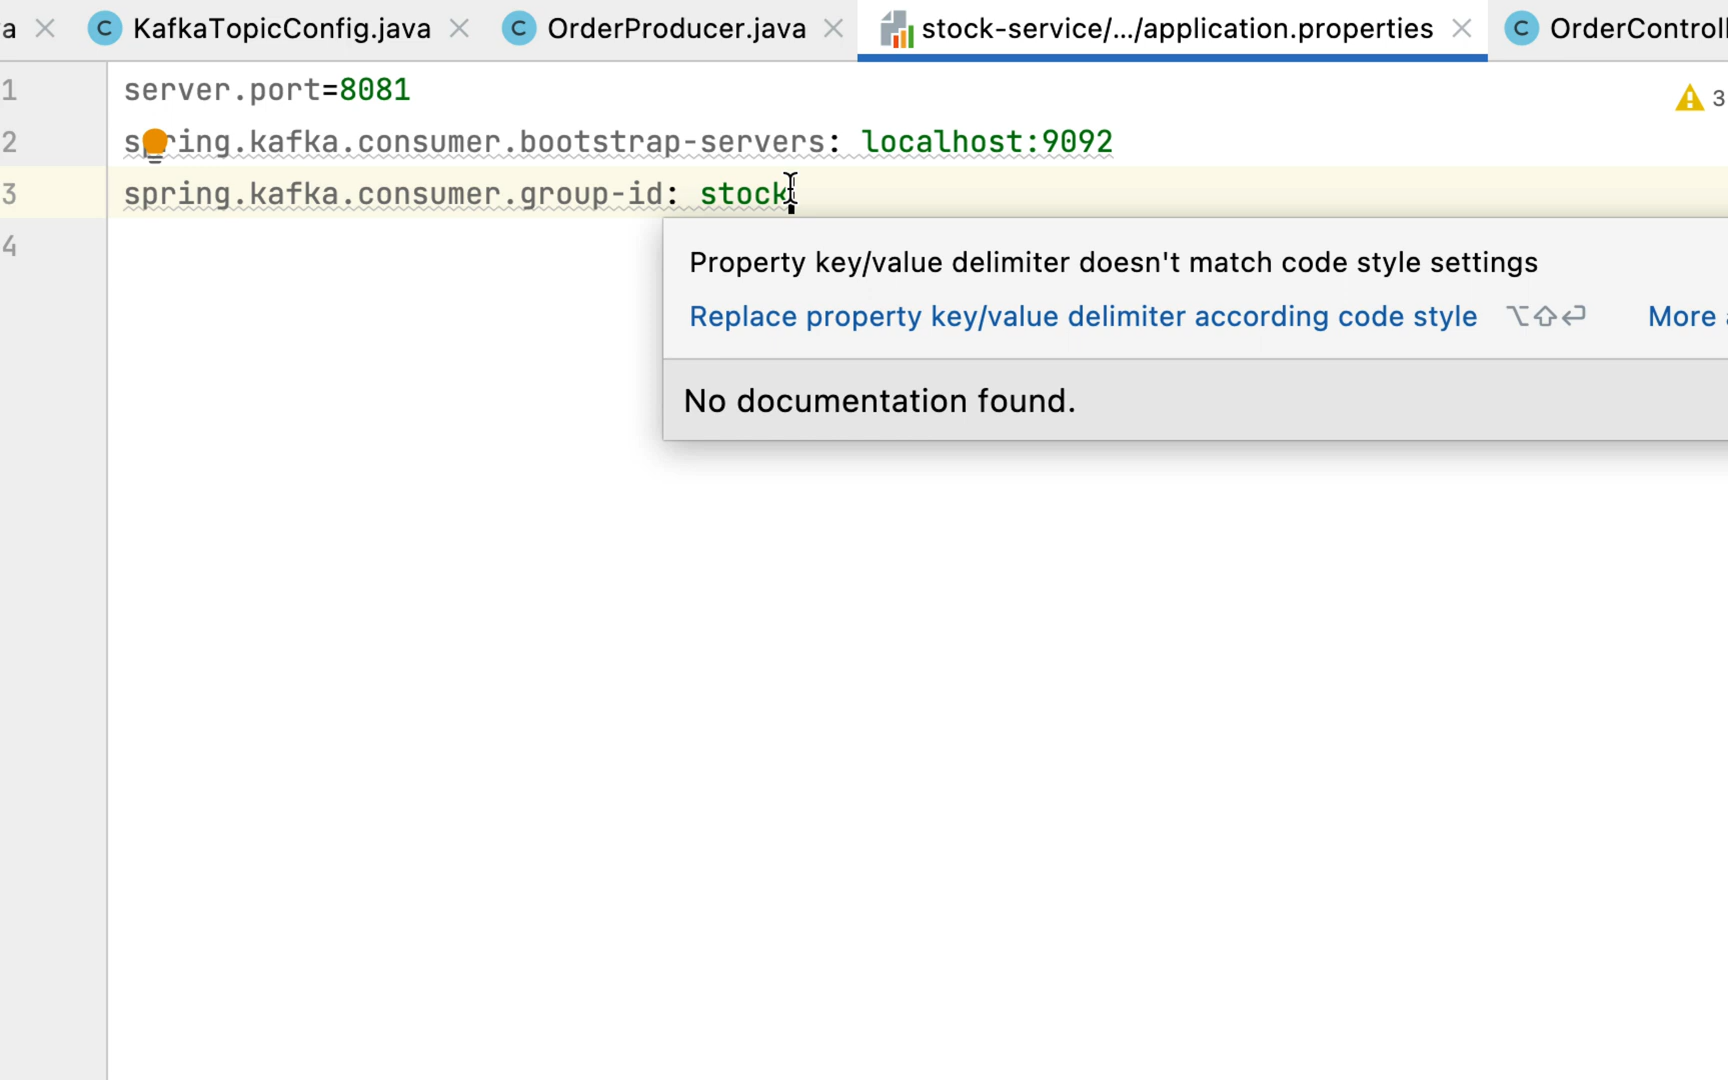 a KafkaTopicConfig.java OrderProducer.java stock-service/.../application.properties OrderControll
1 server.port=8081
3
2 spring.kafka.consumer.bootstrap-servers: localhost:9092
3 spring.kafka.consumer.group-id: stock
4
Property key/value delimiter doesn't match code style settings
Replace property key/value delimiter according code style ⌥⇧↩ More a
No documentation found.